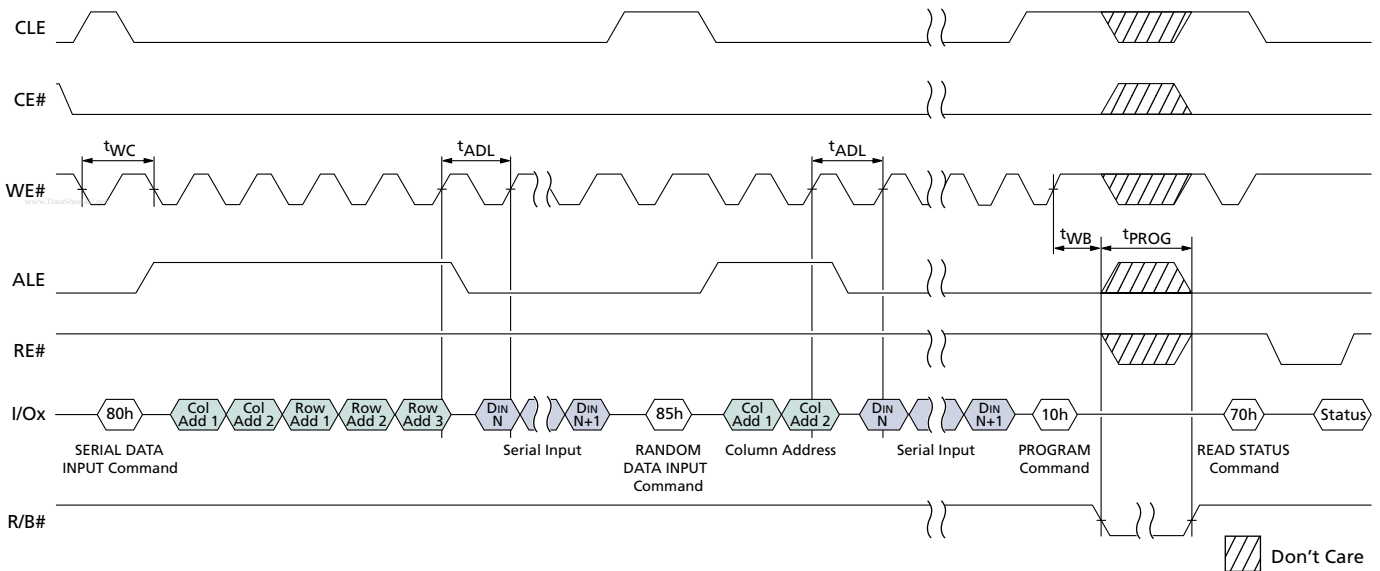 CLE
CE#
tWC
tADL
tADL
WE#
tWB
tPROG
ALE
RE#
I/Ox
80h
Col Add 1
Col Add 2
Row Add 1
Row Add 2
Row Add 3
DIN N
DIN N+1
85h
Col Add 1
Col Add 2
DIN N
DIN N+1
10h
70h
Status
SERIAL DATA
INPUT Command
Serial Input
RANDOM
DATA INPUT
Command
Column Address
Serial Input
PROGRAM
Command
READ STATUS
Command
R/B#
Don't Care